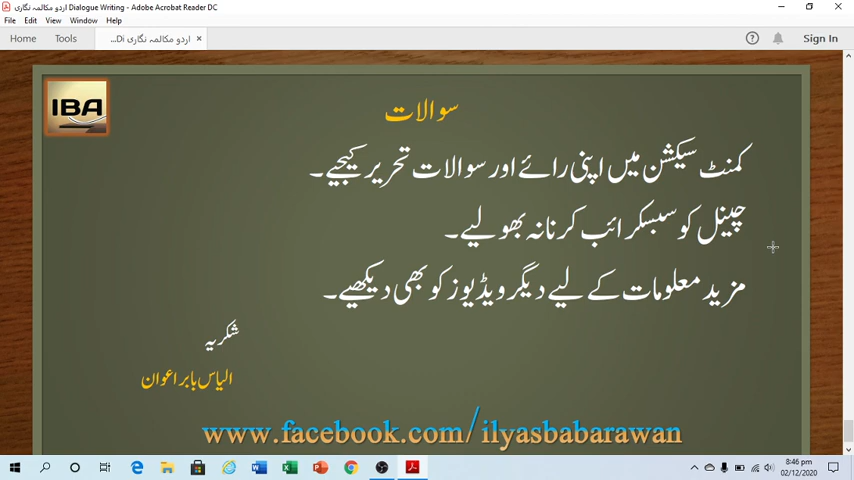 اردو مکالمہ نگاری Dialogue Writing - Adobe Acrobat Reader DC
File Edit View Window Help
Home Tools اردو مکالمہ نگاری Di... × Sign In
IBA
سوالات
کمنٹ سیکشن میں اپنی رائے اور سوالات تحریر کیجیے۔
چینل کو سبسکرائب کرنا نہ بھولیے۔
مزید معلومات کے لیے دیگر ویڈیوز کو بھی دیکھیے۔
شکریہ
الیاس بابر اعوان
www.facebook.com/ilyasbabarawan
8:46 pm
02/12/2020